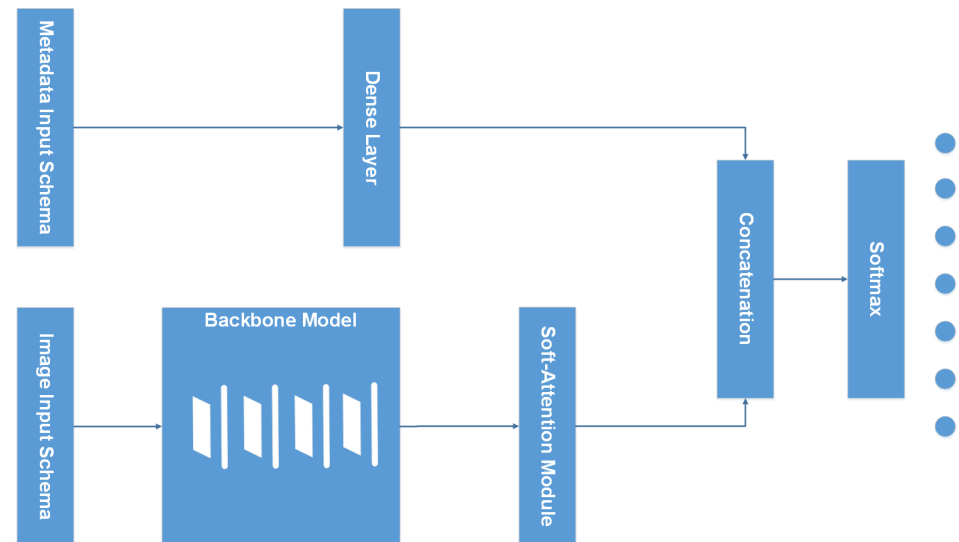 Metadata Input Schema
Dense Layer
Concatenation
Softmax
Image Input Schema
Backbone Model
Soft-Attention Module